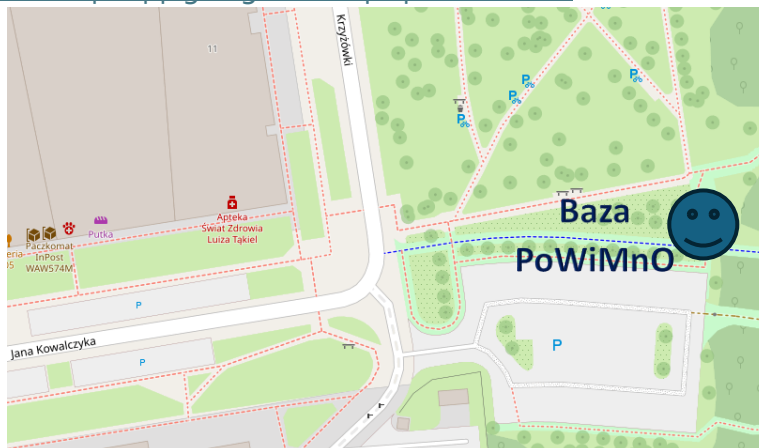 Krzyżówki
11
P
P
P
P
Baza
PoWiMnO
Apteka
Świat Zdrowia
Luiza Tąkiel
Putka
Paczkomat
InPost
WAW574M
P
P
P
Jana Kowalczyka